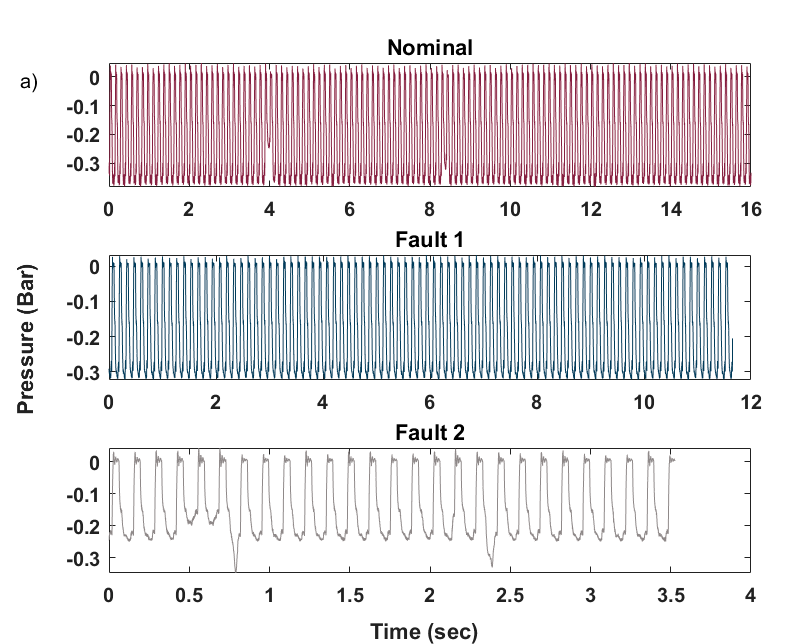 Nominal
a)
0
-0.1
-0.2
-0.3
0 2 4 6 8 10 12 14 16
Fault 1
0
-0.1
-0.2
-0.3
0 2 4 6 8 10 12
Pressure (Bar)
Fault 2
0
-0.1
-0.2
-0.3
0 0.5 1 1.5 2 2.5 3 3.5 4
Time (sec)